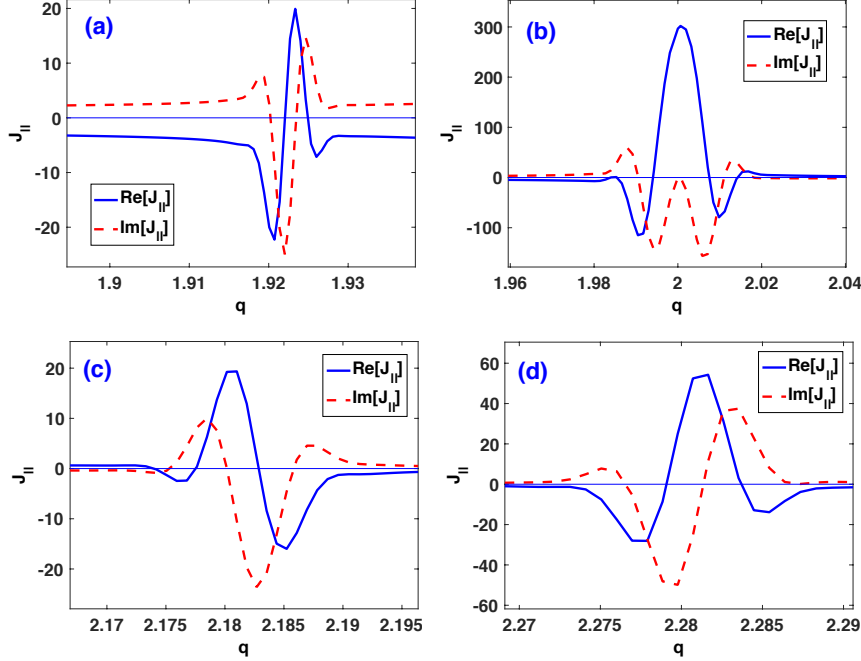 (a)
20
10
0
-10
-20
J||
Re[J||]
Im[J||]
1.9
1.91
1.92
1.93
q
(b)
300
200
100
0
-100
J||
Re[J||]
Im[J||]
1.96
1.98
2
2.02
2.04
q
(c)
20
10
0
-10
-20
J||
Re[J||]
Im[J||]
2.17
2.175
2.18
2.185
2.19
2.195
q
(d)
60
40
20
0
-20
-40
-60
J||
Re[J||]
Im[J||]
2.27
2.275
2.28
2.285
2.29
q